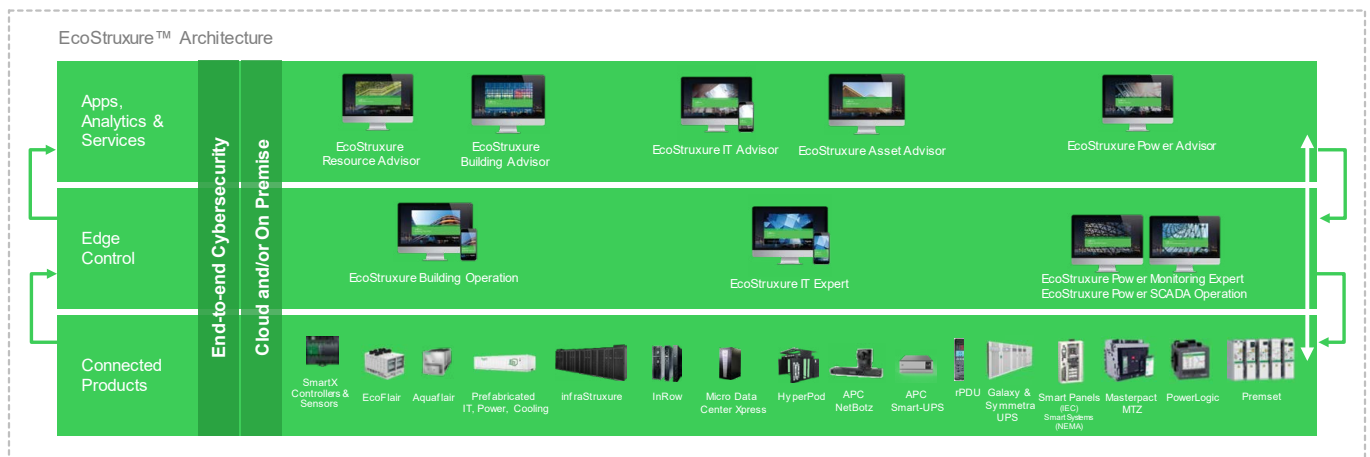 EcoStruxure™ Architecture
Apps,
Analytics &
Services
End-to-end Cybersecurity
Cloud and/or On Premise
EcoStruxure
Resource Advisor
EcoStruxure
Building Advisor
EcoStruxure IT Advisor
EcoStruxure Asset Advisor
EcoStruxure Power Advisor
Edge
Control
EcoStruxure Building Operation
EcoStruxure IT Expert
EcoStruxure Power Monitoring Expert
EcoStruxure Power SCADA Operation
Connected
Products
SmartX
Controllers &
Sensors
EcoFlair
Aquaflair
Prefabricated
IT, Power, Cooling
infraStruxure
InRow
Micro Data
Center Xpress
HyperPod
APC
NetBotz
APC
Smart-UPS
rPDU
Galaxy &
Symmetra
UPS
Smart Panels
(IEC)
Smart Systems
(NEMA)
Masterpact
MTZ
PowerLogic
Premset